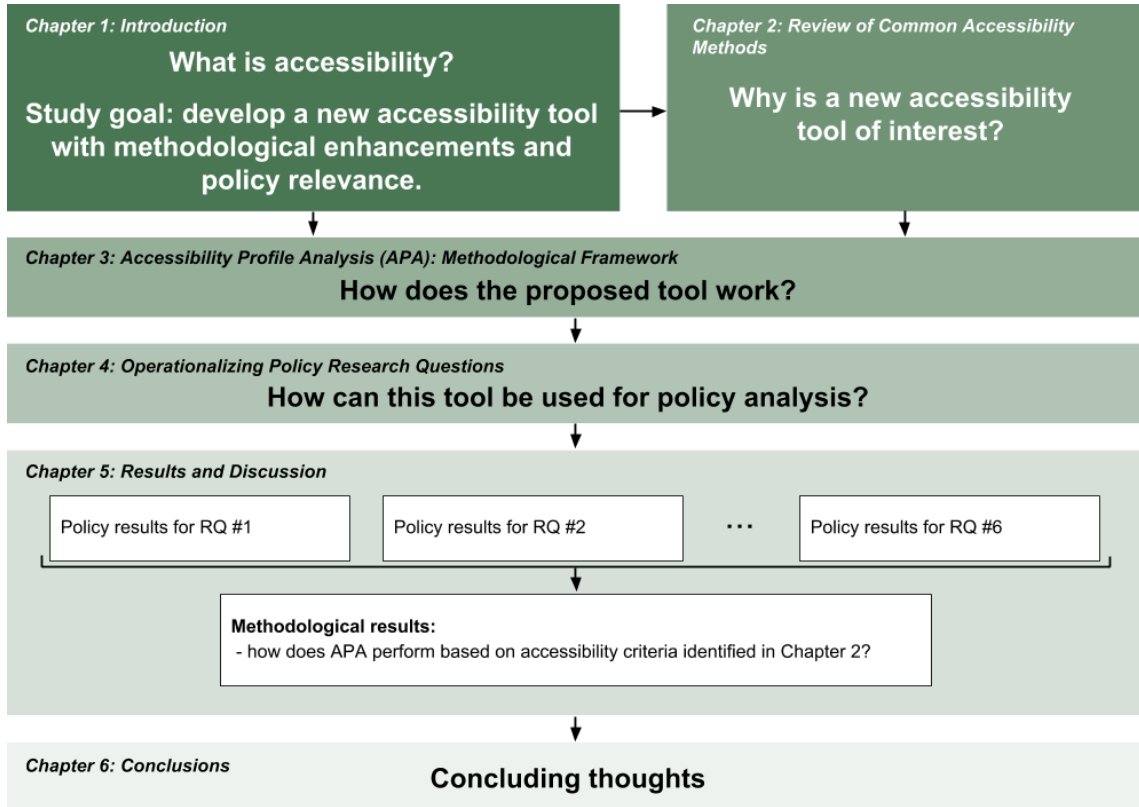 Chapter 1: Introduction
What is accessibility?
Study goal: develop a new accessibility tool
with methodological enhancements and
policy relevance.
Chapter 2: Review of Common Accessibility
Methods
Why is a new accessibility
tool of interest?
Chapter 3: Accessibility Profile Analysis (APA): Methodological Framework
How does the proposed tool work?
Chapter 4: Operationalizing Policy Research Questions
How can this tool be used for policy analysis?
Chapter 5: Results and Discussion
Policy results for RQ #1
Policy results for RQ #2
...
Policy results for RQ #6
Methodological results:
- how does APA perform based on accessibility criteria identified in Chapter 2?
Chapter 6: Conclusions
Concluding thoughts